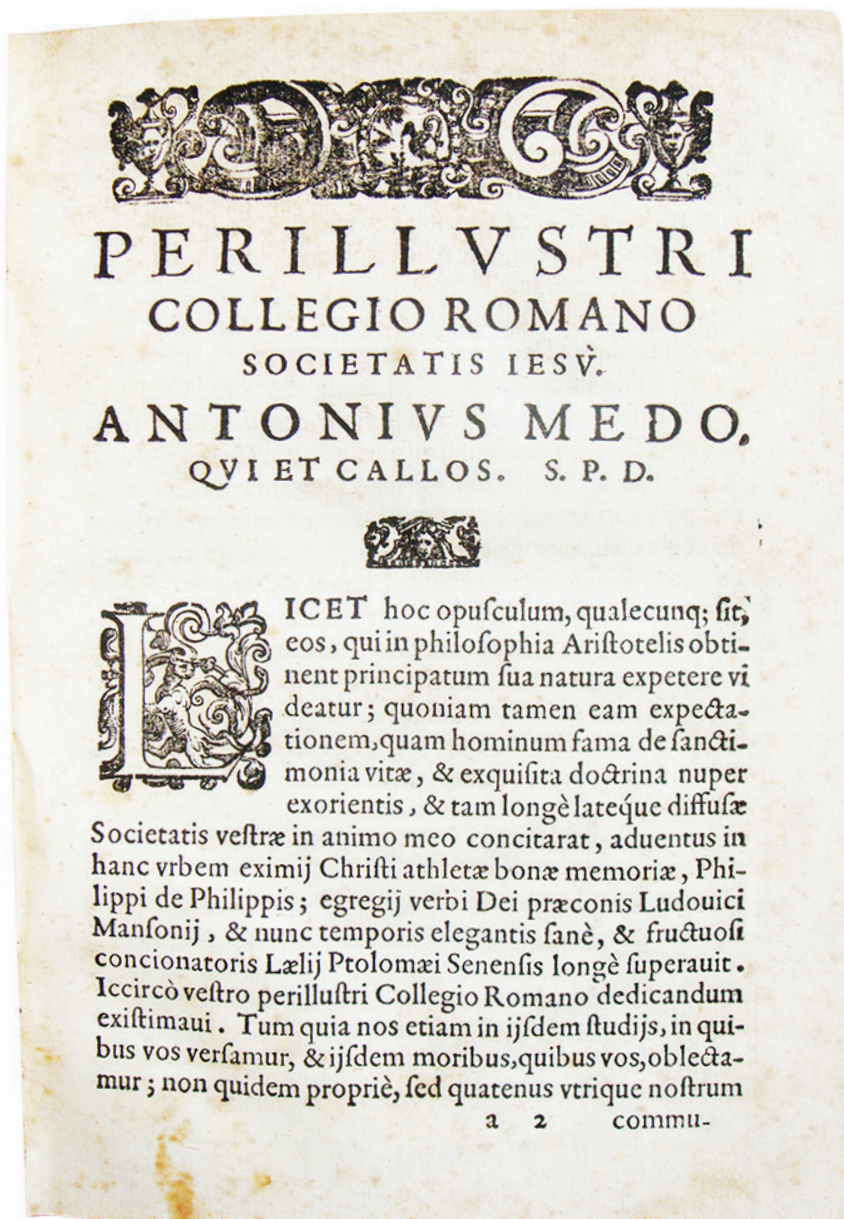 PERILLVSTRI
COLLEGIO ROMANO
SOCIETATIS IESV̀.
ANTONIVS MEDO,
QVI ET CALLOS. S. P. D.
LICET hoc opuſculum, qualecunq; ſit,
eos, qui in philoſophia Ariſtotelis obti-
nent principatum ſua natura expetere vi
deatur; quoniam tamen eam expecta-
tionem, quam hominum fama de ſancti-
monia vitæ, & exquiſita doctrina nuper
exorientis, & tam longè latéque diffuſæ
Societatis veſtræ in animo meo concitarat, aduentus in
hanc vrbem eximij Chriſti athletæ bonæ memoriæ, Phi-
lippi de Philippis; egregij verbi Dei præconis Ludouici
Manſonij, & nunc temporis elegantis ſanè, & fructuoſi
concionatoris Lælij Ptolomæi Senenſis longè ſuperauit.
Iccircò veſtro perilluſtri Collegio Romano dedicandum
exiſtimaui. Tum quia nos etiam in ijſdem ſtudijs, in qui-
bus vos verſamur, & ijſdem moribus, quibus vos, oblecta-
mur; non quidem propriè, ſed quatenus vtrique noſtrum
a 2 commu-